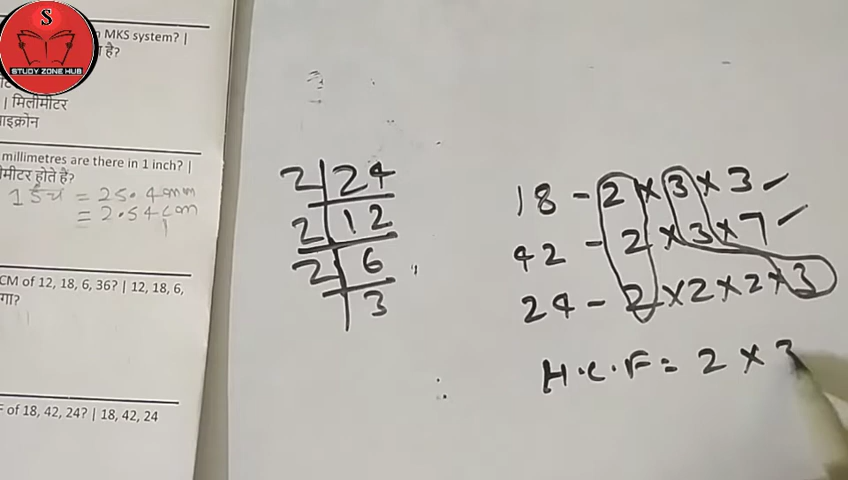 S
STUDY ZONE HUB
MKS system? |
है?
| मिलीमीटर
millimetres are there in 1 inch? |
होते है?
1 इंच = 25.4 mm
= 2.54 cm
CM of 12, 18, 6, 36? | 12, 18, 6,
F of 18, 42, 24? | 18, 42, 24
2 24
2 12
2 6
3
18 - 2 × 3 × 3 ✓
42 - 2 × 3 × 7 ✓
24 - 2 × 2 × 2 × 3
H.C.F = 2 × 3